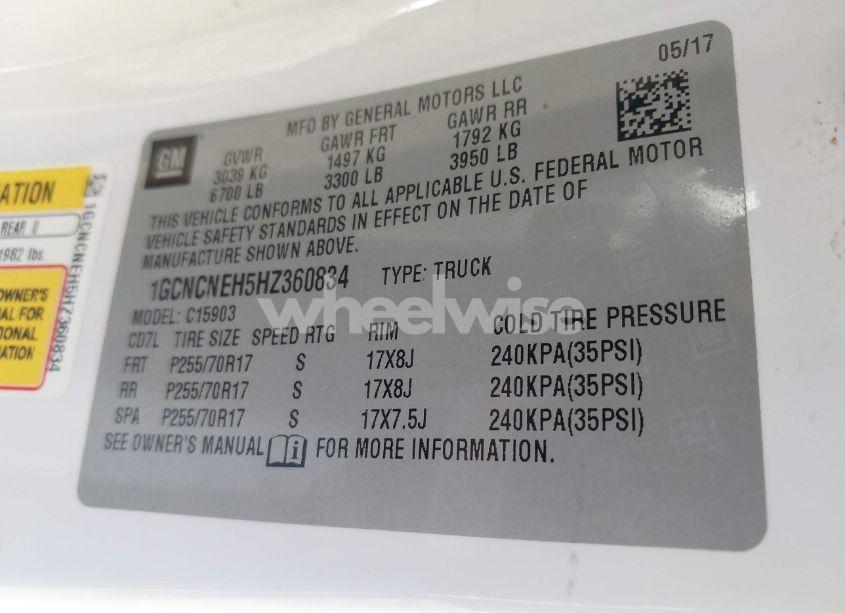 05/17
MFD BY GENERAL MOTORS LLC
GM
GVWR GAWR FRT GAWR RR
3039 KG 1497 KG 1792 KG
6700 LB 3300 LB 3950 LB
THIS VEHICLE CONFORMS TO ALL APPLICABLE U.S. FEDERAL MOTOR
VEHICLE SAFETY STANDARDS IN EFFECT ON THE DATE OF
MANUFACTURE SHOWN ABOVE.
1GCNCNEH5HZ360834 TYPE: TRUCK
MODEL: C15903
CD7L TIRE SIZE SPEED RTG RIM COLD TIRE PRESSURE
FRT P255/70R17 S 17X8J 240KPA(35PSI)
RR P255/70R17 S 17X8J 240KPA(35PSI)
SPA P255/70R17 S 17X7.5J 240KPA(35PSI)
SEE OWNER'S MANUAL FOR MORE INFORMATION.
wheelwise
REAR 0
1982 lbs.
OWNER'S
FOR
1GCNCNEH5HZ360834